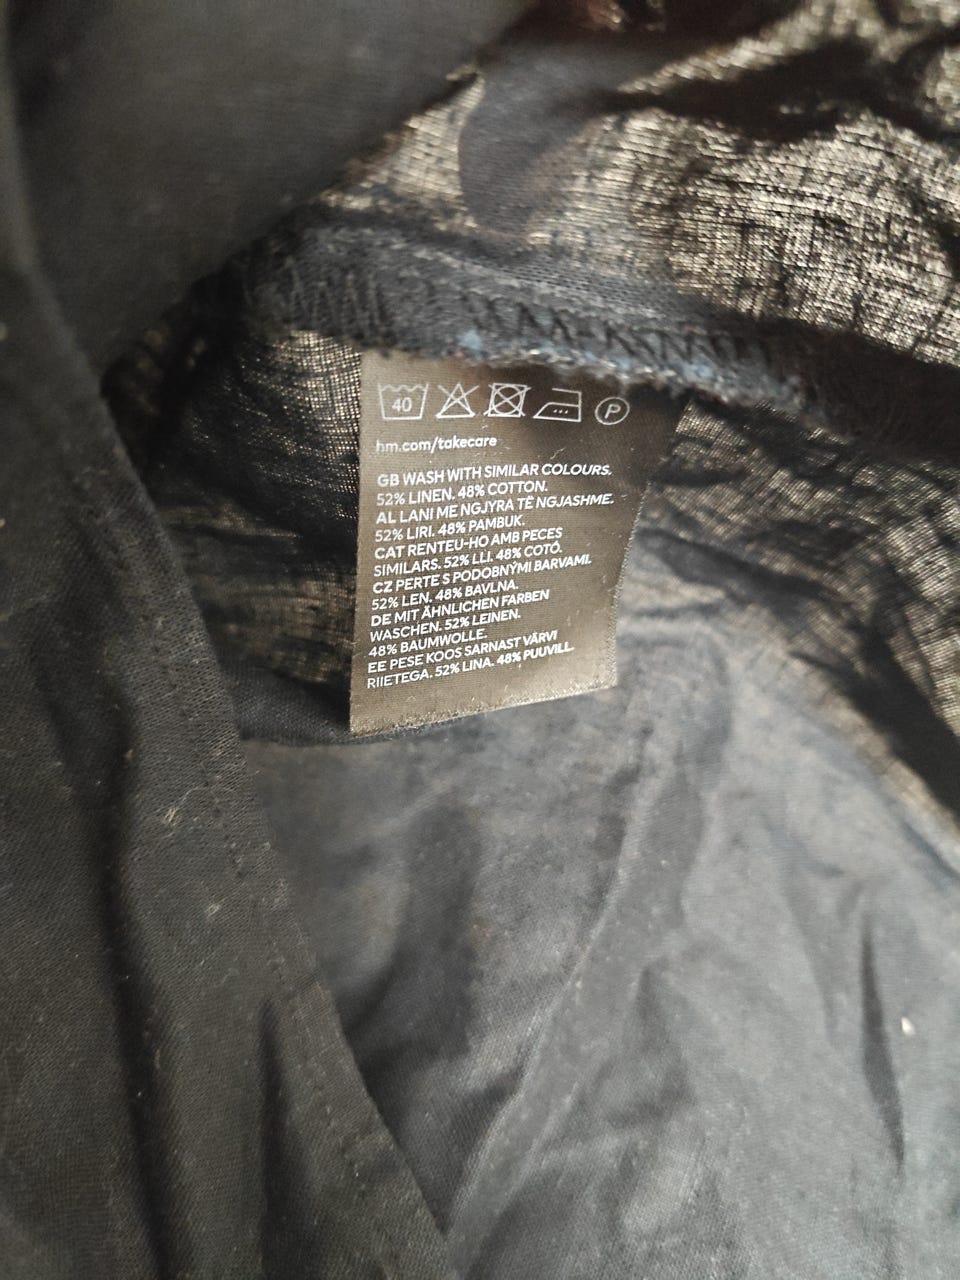 40 P
hm.com/takecare
GB WASH WITH SIMILAR COLOURS.
52% LINEN. 48% COTTON.
AL LANI ME NGJYRA TË NGJASHME.
52% LIRI. 48% PAMBUK.
CAT RENTEU-HO AMB PECES
SIMILARS. 52% LLI. 48% COTÓ.
CZ PERTE S PODOBNÝMI BARVAMI.
52% LEN. 48% BAVLNA.
DE MIT ÄHNLICHEN FARBEN
WASCHEN. 52% LEINEN.
48% BAUMWOLLE.
EE PESE KOOS SARNAST VÄRVI
RIIETEGA. 52% LINA. 48% PUUVILL.